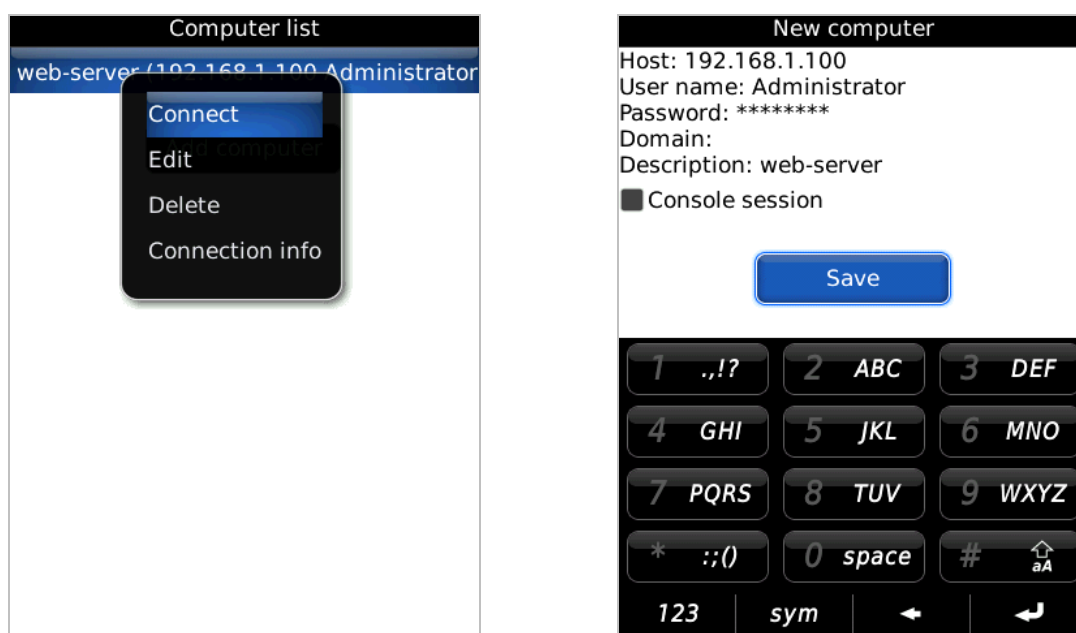 Computer list
web-server (192.168.1.100 Administrator
Connect
Add computer
Edit
Delete
Connection info
New computer
Host: 192.168.1.100
User name: Administrator
Password: ********
Domain:
Description: web-server
Console session
Save
1 .,!? 2 ABC 3 DEF
4 GHI 5 JKL 6 MNO
7 PQRS 8 TUV 9 WXYZ
* :;() 0 space # aA
123 sym